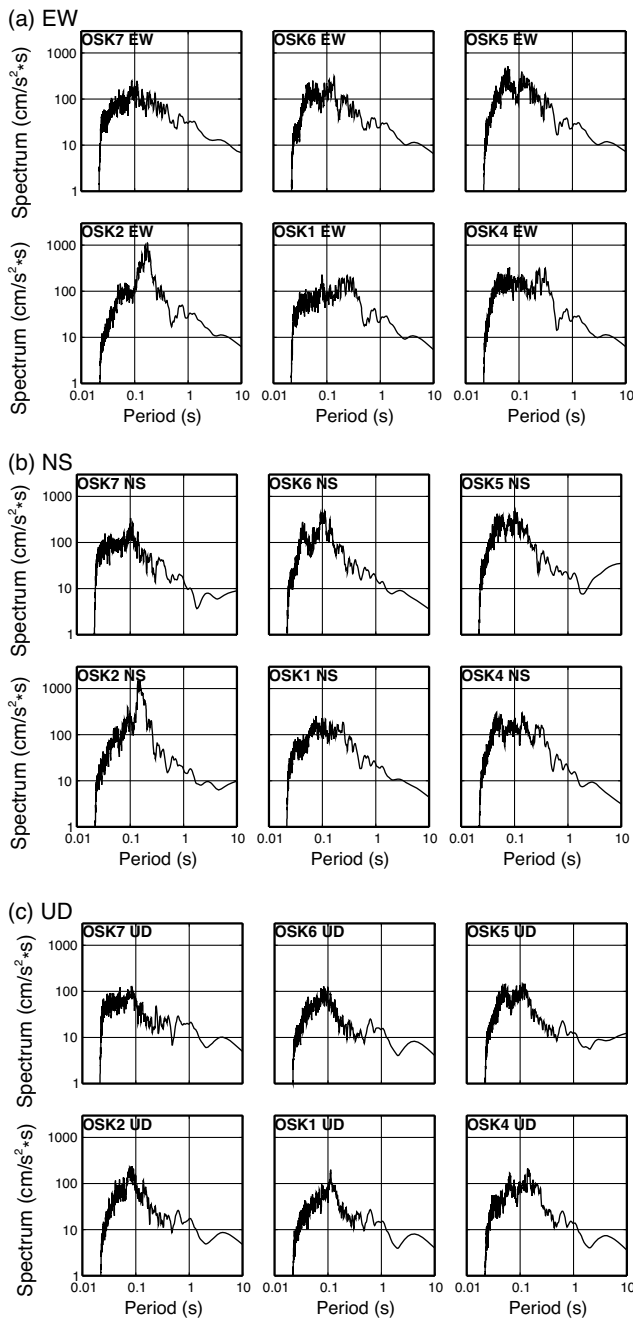 (a) EW
OSK7 EW OSK6 EW OSK5 EW
Spectrum (cm/s²*s)
1000
100
10
1
OSK2 EW OSK1 EW OSK4 EW
Spectrum (cm/s²*s)
1000
100
10
1
0.01 0.1 1 10 0.01 0.1 1 10 0.01 0.1 1 10
Period (s) Period (s) Period (s)
(b) NS
OSK7 NS OSK6 NS OSK5 NS
Spectrum (cm/s²*s)
1000
100
10
1
OSK2 NS OSK1 NS OSK4 NS
Spectrum (cm/s²*s)
1000
100
10
1
0.01 0.1 1 10 0.01 0.1 1 10 0.01 0.1 1 10
Period (s) Period (s) Period (s)
(c) UD
OSK7 UD OSK6 UD OSK5 UD
Spectrum (cm/s²*s)
1000
100
10
1
OSK2 UD OSK1 UD OSK4 UD
Spectrum (cm/s²*s)
1000
100
10
1
0.01 0.1 1 10 0.01 0.1 1 10 0.01 0.1 1 10
Period (s) Period (s) Period (s)